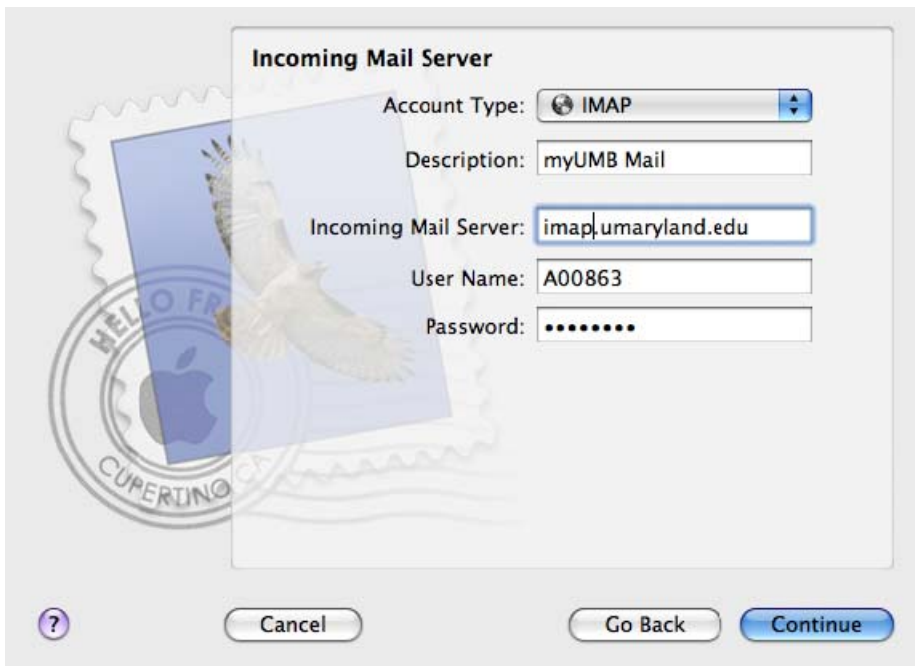 Incoming Mail Server
Account Type: IMAP
Description: myUMB Mail
Incoming Mail Server: imap.umaryland.edu
User Name: A00863
Password: ••••••••
HELLO FR
CUPERTINO CA
? Cancel Go Back Continue